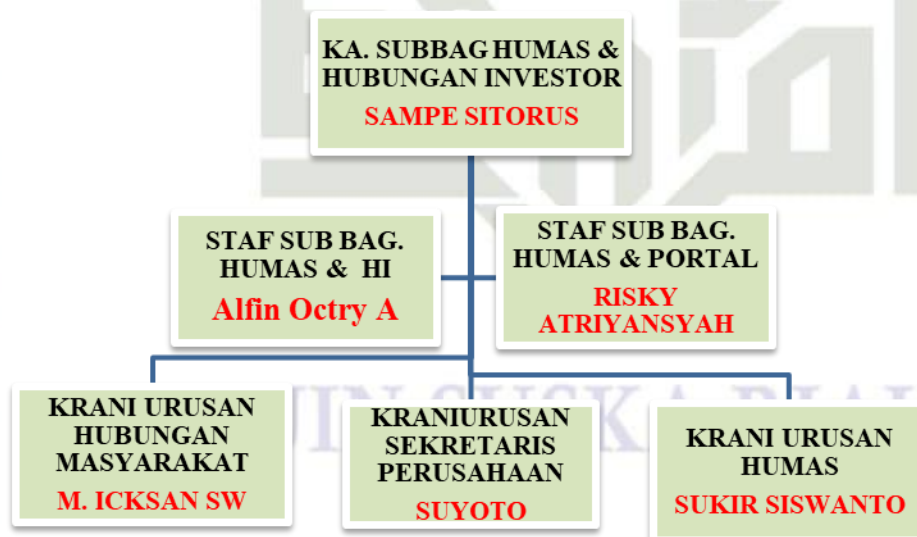 KA. SUBBAG HUMAS &
HUBUNGAN INVESTOR
SAMPE SITORUS
STAF SUB BAG.
HUMAS & HI
Alfin Octry A
STAF SUB BAG.
HUMAS & PORTAL
RISKY
ATRIYANSYAH
KRANI URUSAN
HUBUNGAN
MASYARAKAT
M. ICKSAN SW
KRANIURUSAN
SEKRETARIS
PERUSAHAAN
SUYOTO
KRANI URUSAN
HUMAS
SUKIR SISWANTO